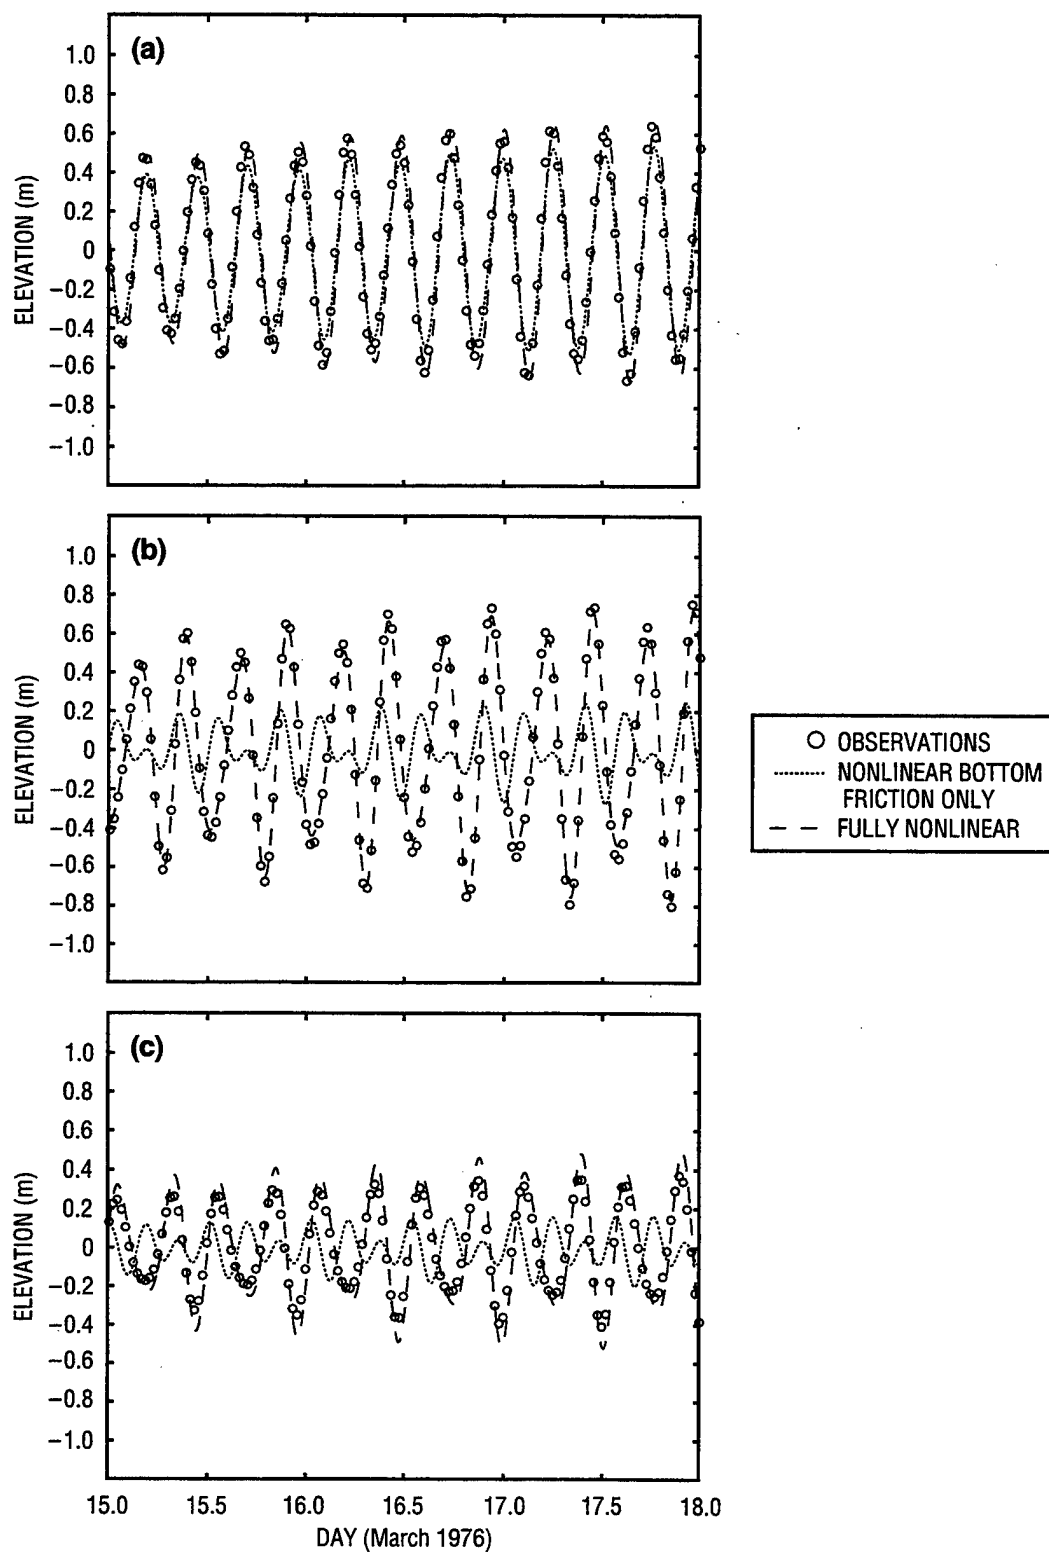 (a)
1.0
0.8
0.6
0.4
0.2
0
−0.2
−0.4
−0.6
−0.8
−1.0
ELEVATION (m)
(b)
1.0
0.8
0.6
0.4
0.2
0
−0.2
−0.4
−0.6
−0.8
−1.0
ELEVATION (m)
OBSERVATIONS
NONLINEAR BOTTOM
FRICTION ONLY
FULLY NONLINEAR
(c)
1.0
0.8
0.6
0.4
0.2
0
−0.2
−0.4
−0.6
−0.8
−1.0
ELEVATION (m)
15.0 15.5 16.0 16.5 17.0 17.5 18.0
DAY (March 1976)